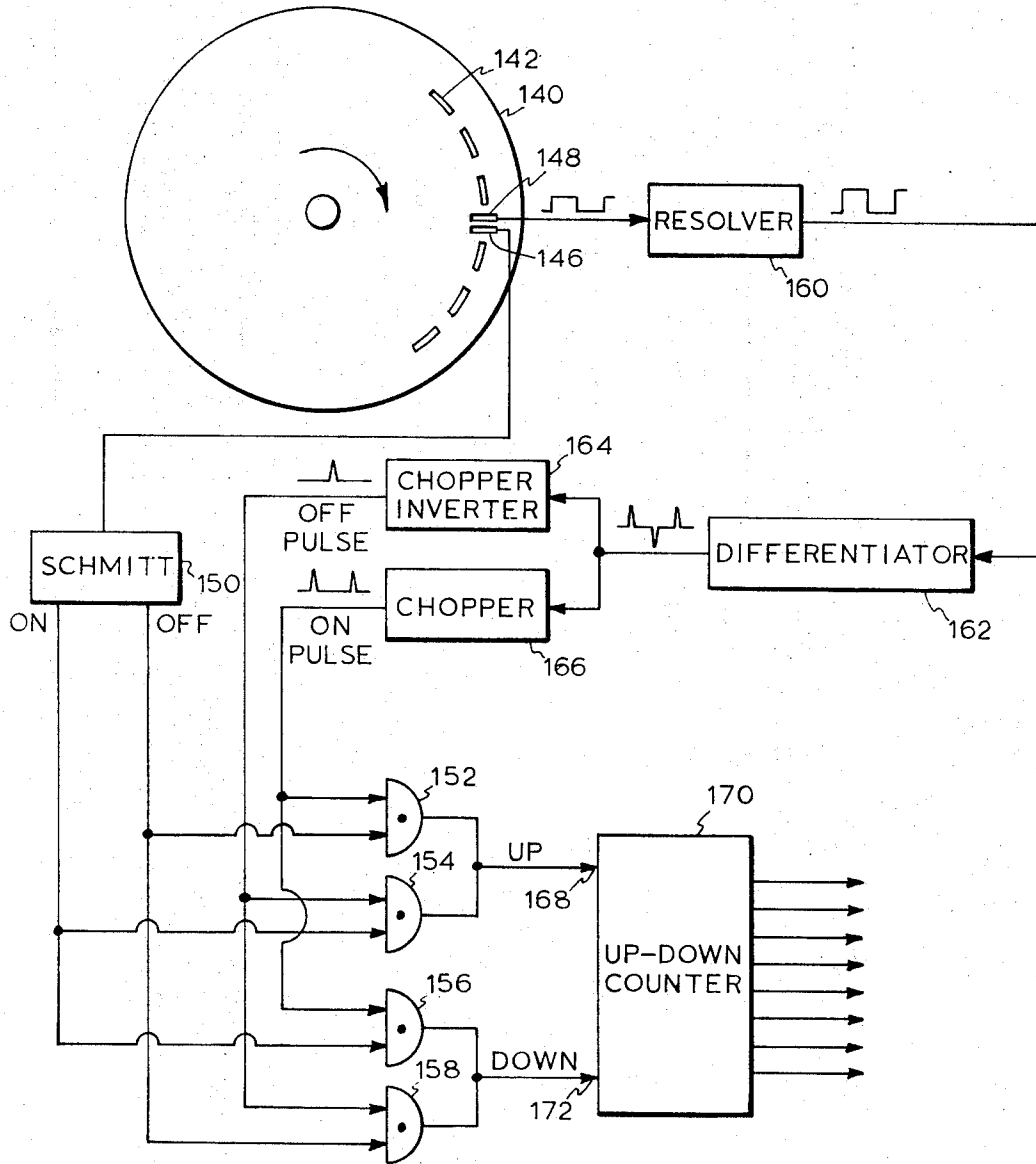 142
140
148
RESOLVER
146
160
164
CHOPPER
INVERTER
OFF
PULSE
DIFFERENTIATOR
SCHMITT
150
CHOPPER
ON
OFF
ON
PULSE
162
166
152
170
UP
154
168
UP-DOWN
COUNTER
156
DOWN
158
172